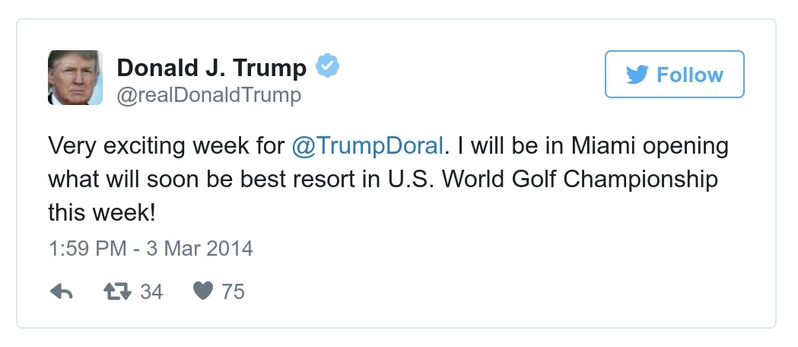 Donald J. Trump
@realDonaldTrump
Follow
Very exciting week for @TrumpDoral. I will be in Miami opening
what will soon be best resort in U.S. World Golf Championship
this week!
1:59 PM - 3 Mar 2014
34 75